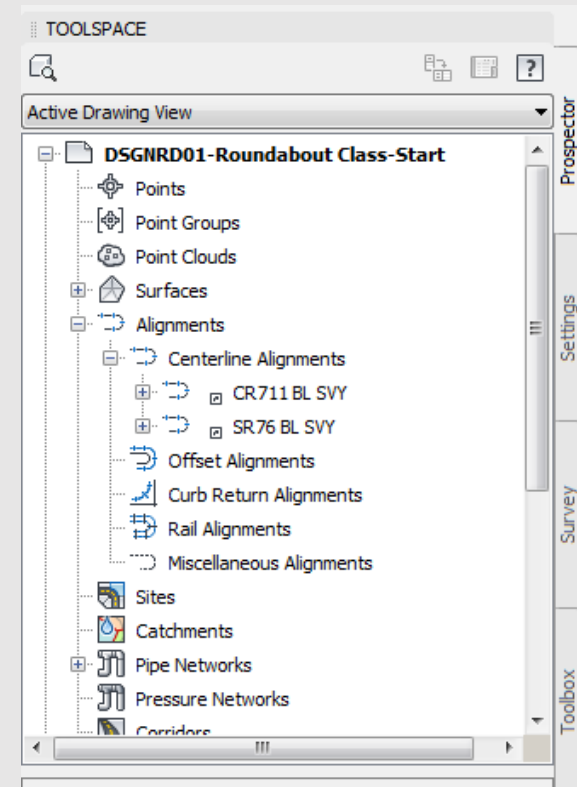 TOOLSPACE
?
Active Drawing View
DSGNRD01-Roundabout Class-Start
Points
Point Groups
Point Clouds
Surfaces
Alignments
Centerline Alignments
CR711 BL SVY
SR76 BL SVY
Offset Alignments
Curb Return Alignments
Rail Alignments
Miscellaneous Alignments
Sites
Catchments
Pipe Networks
Pressure Networks
Corridors
Prospector
Settings
Survey
Toolbox